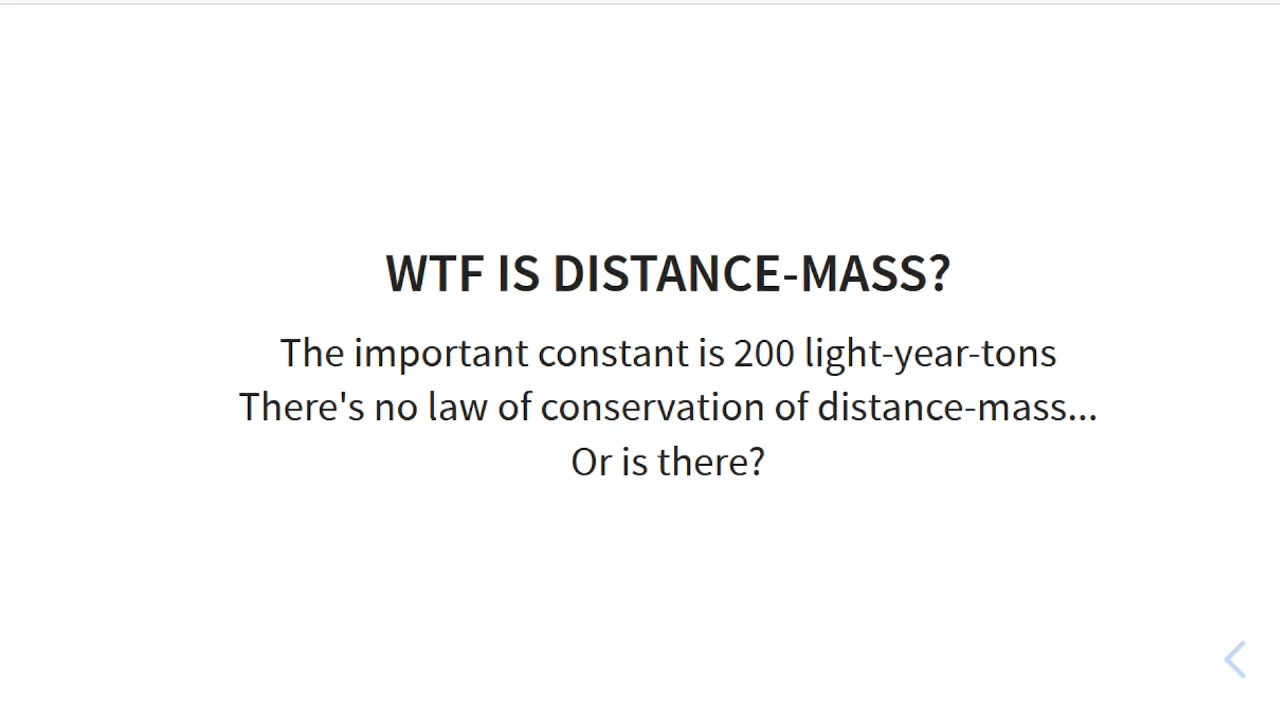 WTF IS DISTANCE-MASS?
The important constant is 200 light-year-tons
There's no law of conservation of distance-mass...
Or is there?